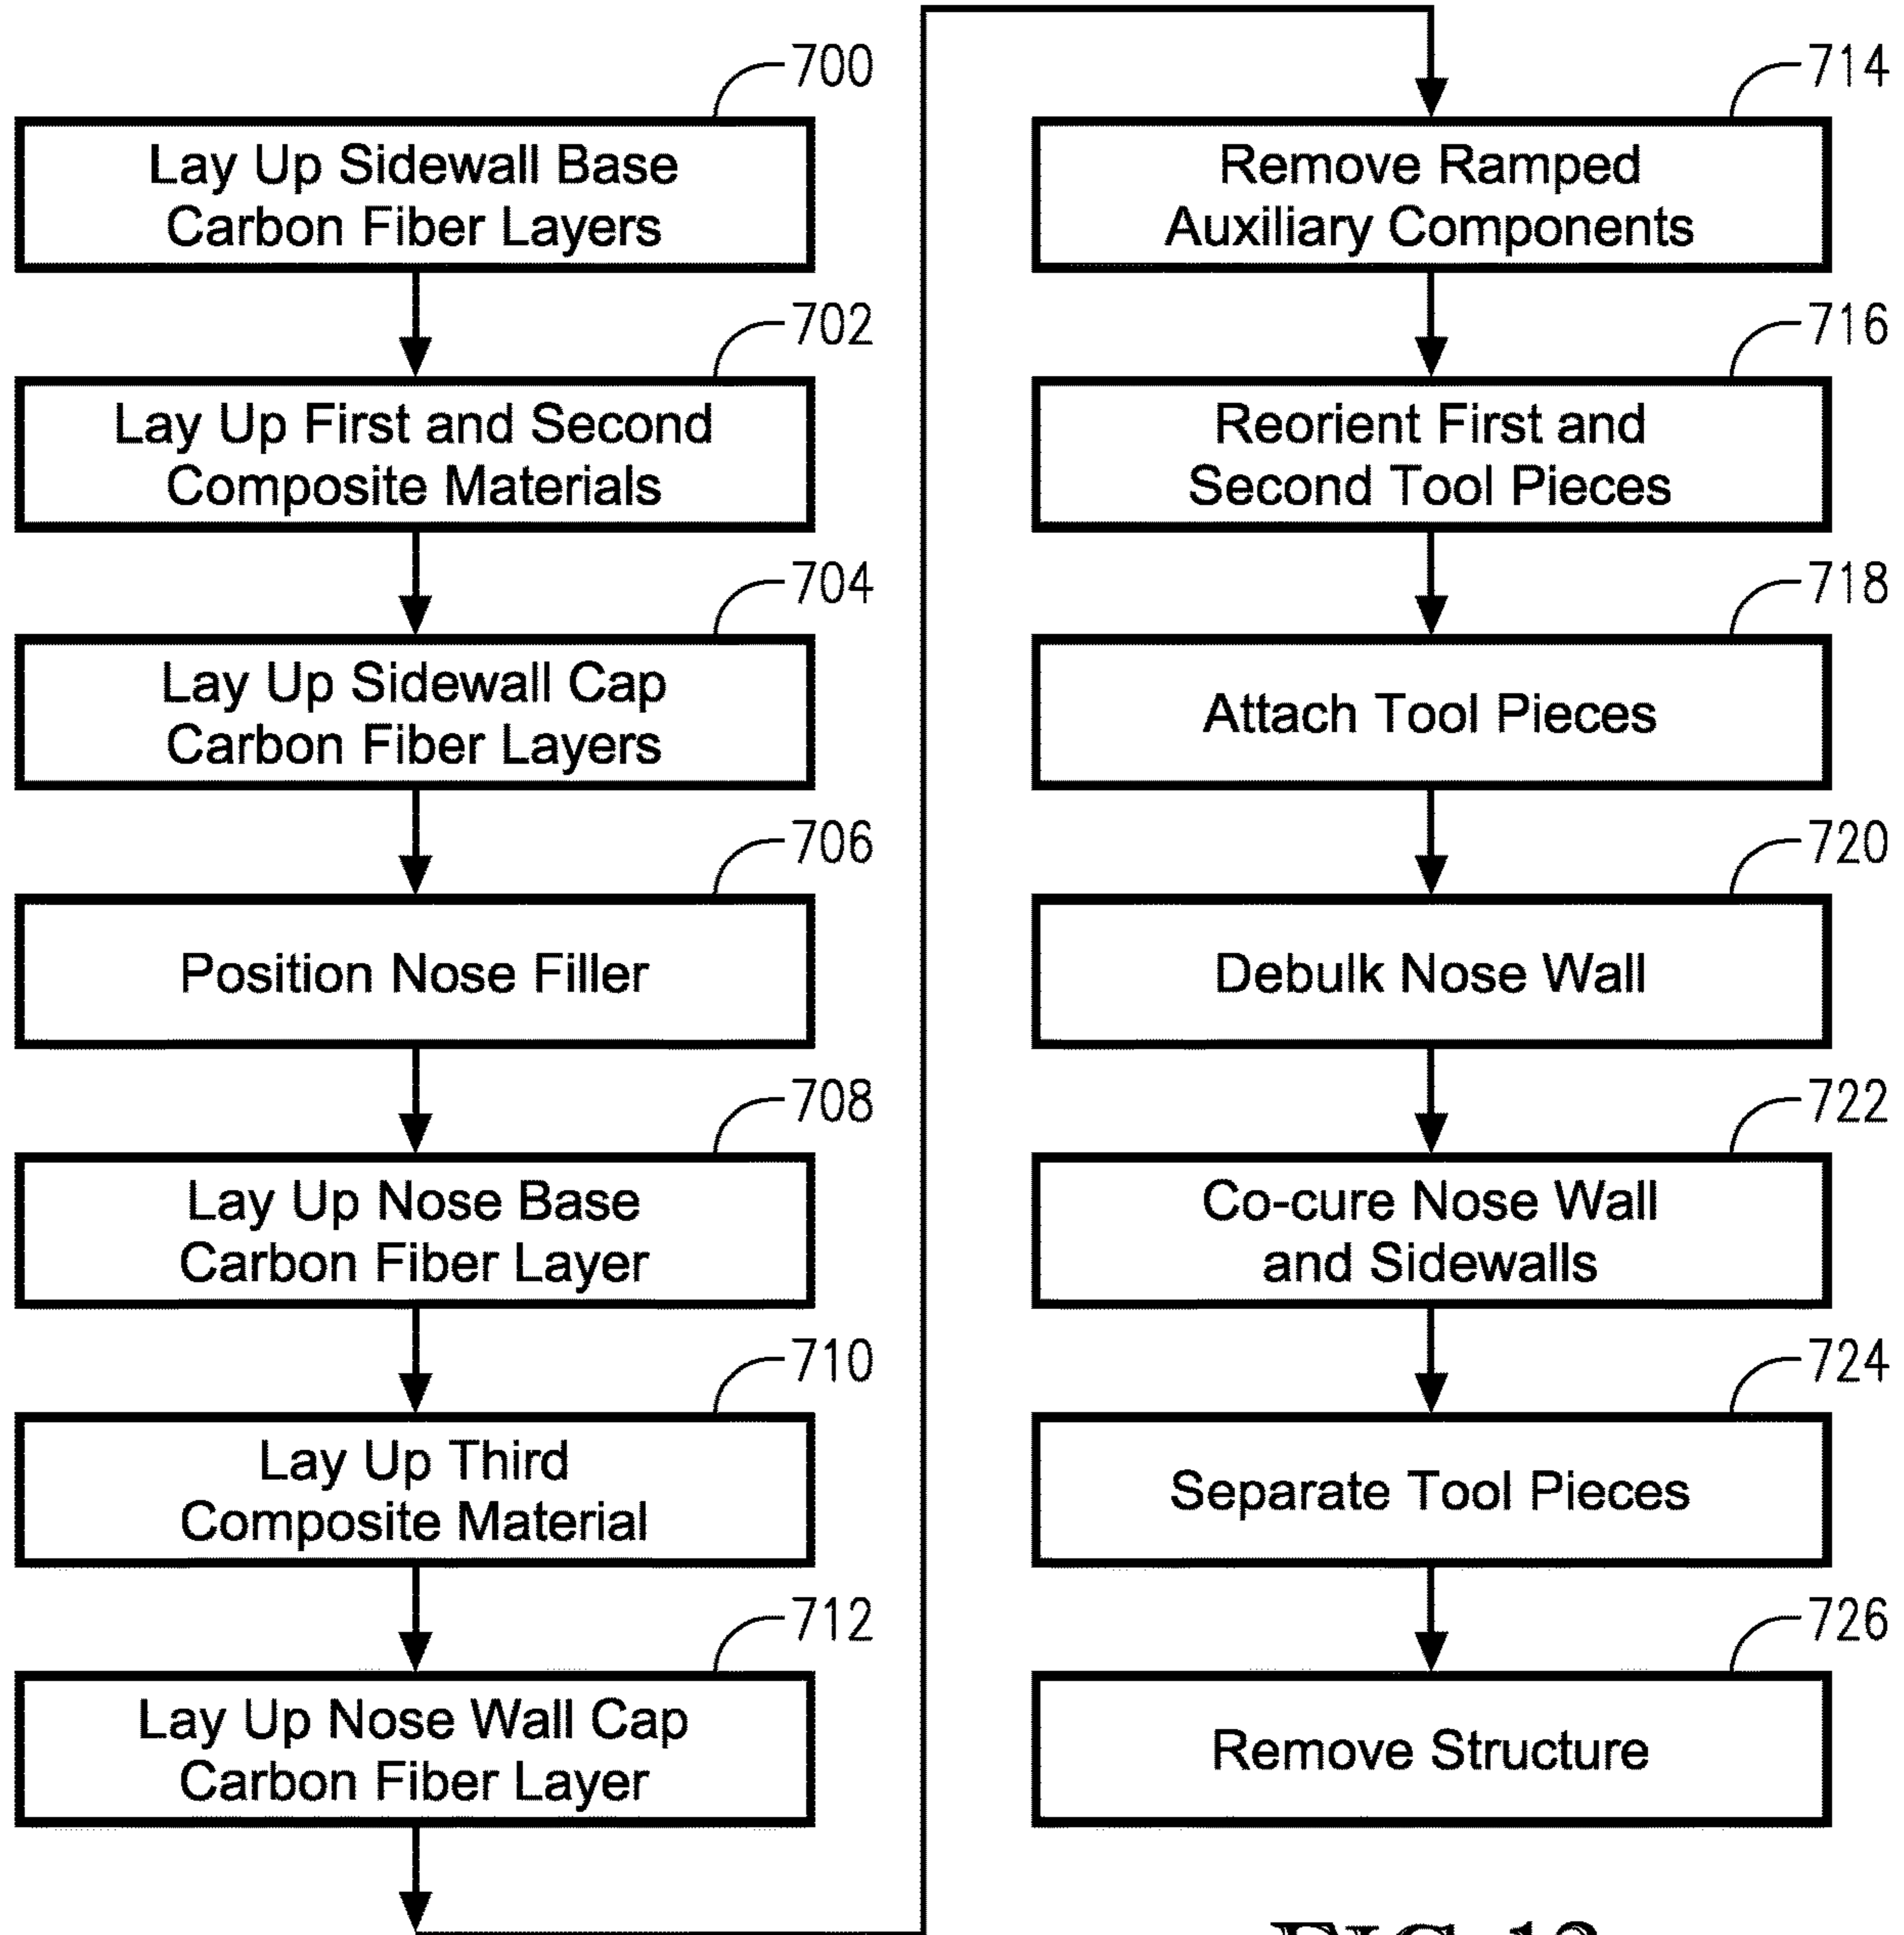 700
Lay Up Sidewall Base
Carbon Fiber Layers
702
Lay Up First and Second
Composite Materials
704
Lay Up Sidewall Cap
Carbon Fiber Layers
706
Position Nose Filler
708
Lay Up Nose Base
Carbon Fiber Layer
710
Lay Up Third
Composite Material
712
Lay Up Nose Wall Cap
Carbon Fiber Layer
714
Remove Ramped
Auxiliary Components
716
Reorient First and
Second Tool Pieces
718
Attach Tool Pieces
720
Debulk Nose Wall
722
Co-cure Nose Wall
and Sidewalls
724
Separate Tool Pieces
726
Remove Structure